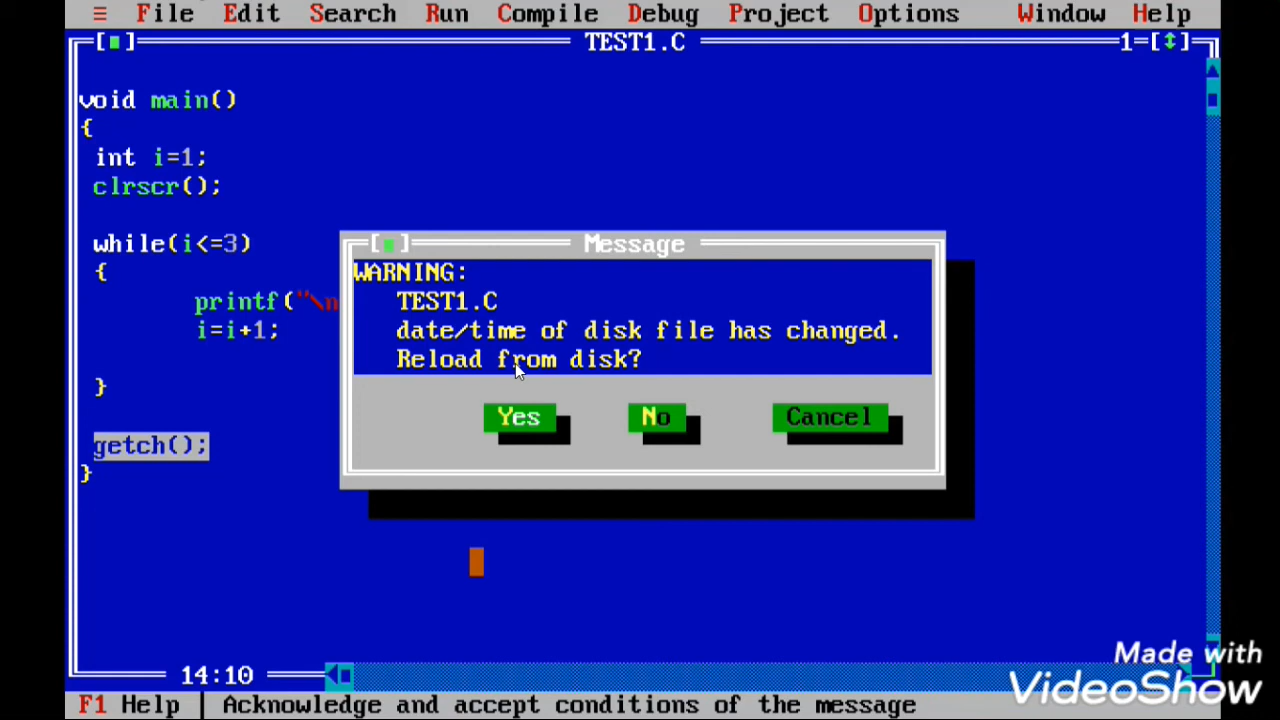 ≡ File Edit Search Run Compile Debug Project Options Window Help
[■] TEST1.C 1=[↕]
void main()
{
int i=1;
clrscr();
while(i<=3)
{
printf("\n
i=i+1;
}
getch();
}
[■] Message
WARNING:
TEST1.C
date/time of disk file has changed.
Reload from disk?
Yes No Cancel
14:10
F1 Help | Acknowledge and accept conditions of the message
Made with
VideoShow